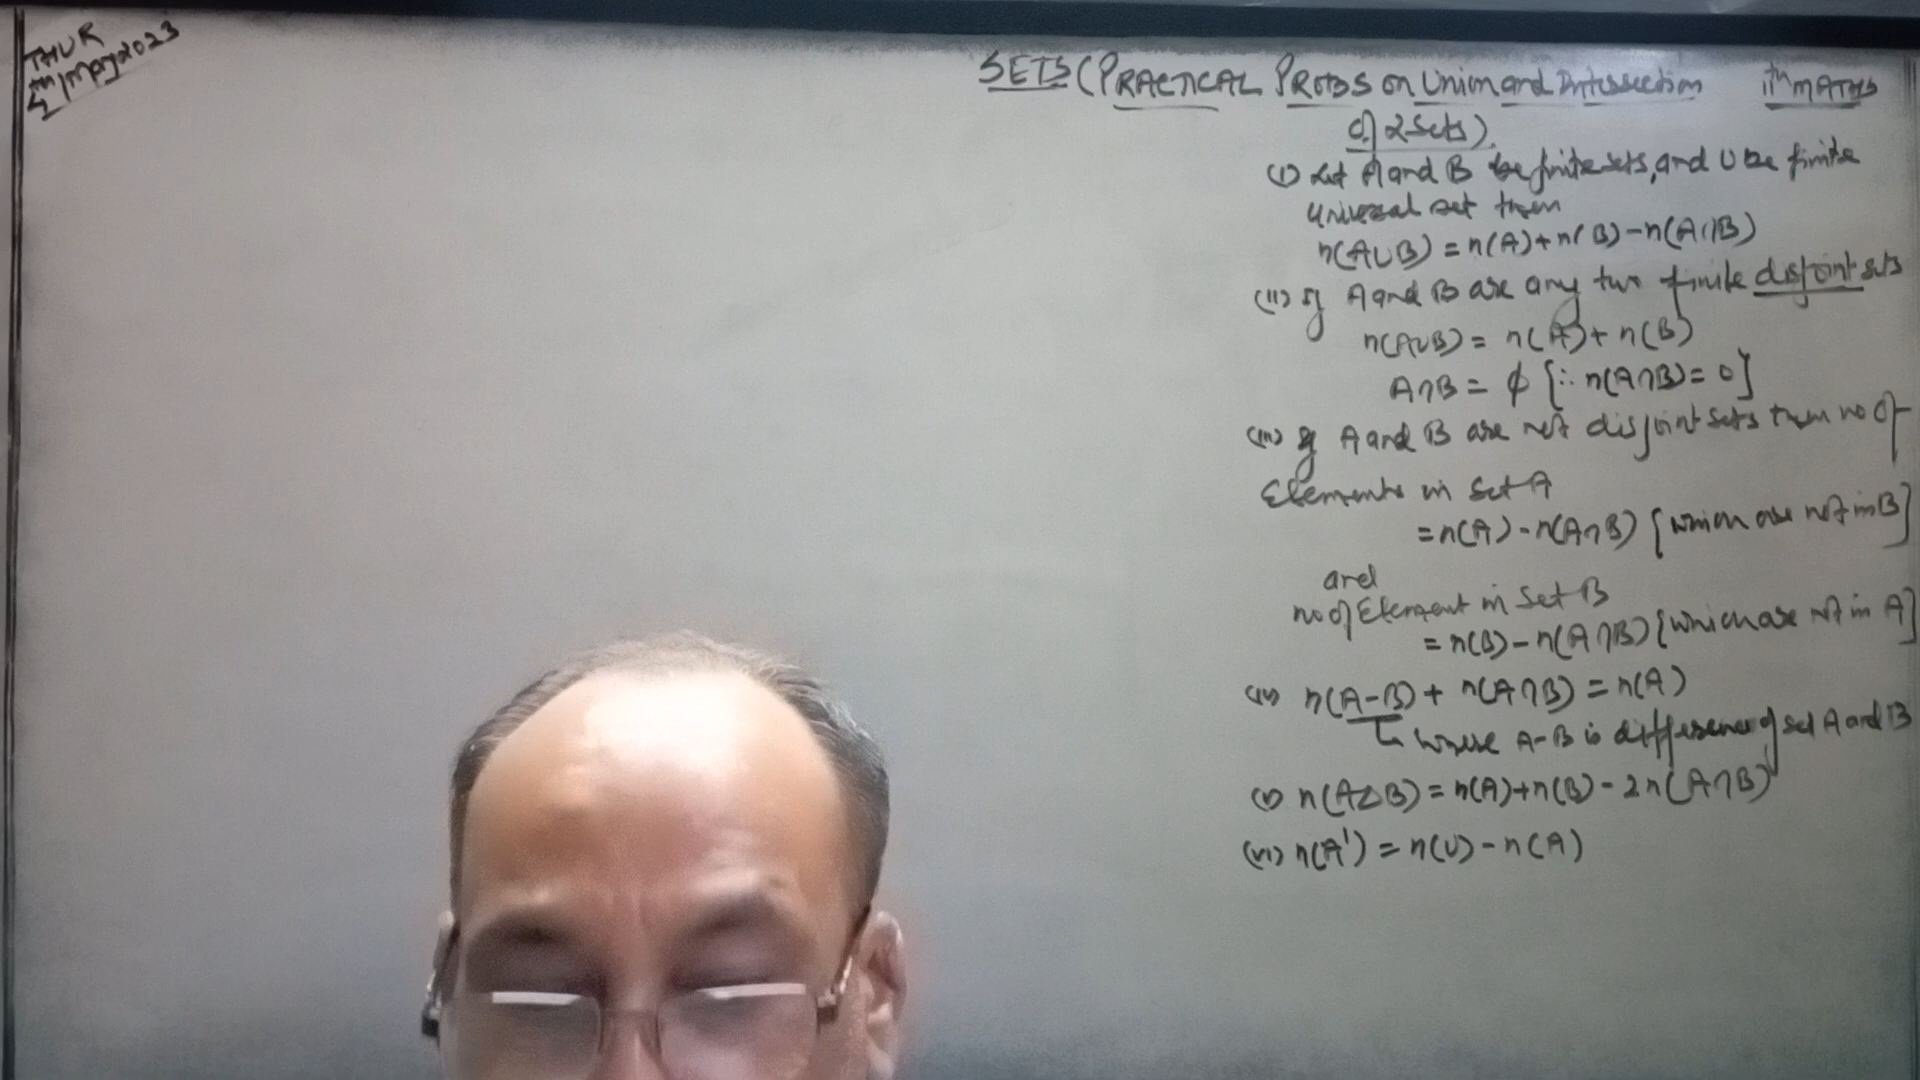 THUR
4th/May2023
SETS (PRACTICAL PROBS on Union and Intersection 11th MATHS
of 2 Sets).
(i) Let A and B be finite sets, and U be finite
Universal set then
n(A∪B) = n(A)+n(B)-n(A∩B)
(ii) If A and B are any two finite disjoint sets
n(A∪B) = n(A)+ n(B)
A∩B = ϕ [∵ n(A∩B)= 0]
(iii) If A and B are not disjoint sets then no of
Elements in Set A
=n(A)-n(A∩B) [which are not in B]
and
no of Element in Set B
= n(B)-n(A∩B) [which are not in A]
(iv) n(A-B)+ n(A∩B) = n(A)
↳ where A-B is difference of set A and B
(v) n(A△B) = n(A)+n(B)-2n(A∩B)
(vi) n(A') = n(U)-n(A)